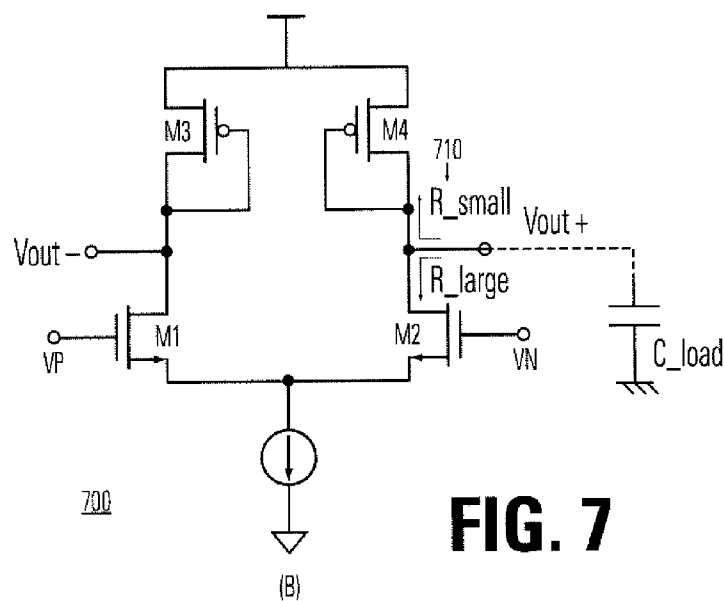 M3
M4
710
R_small
Vout +
Vout –
R_large
M1
M2
VP
VN
C_load
700
FIG. 7
(B)